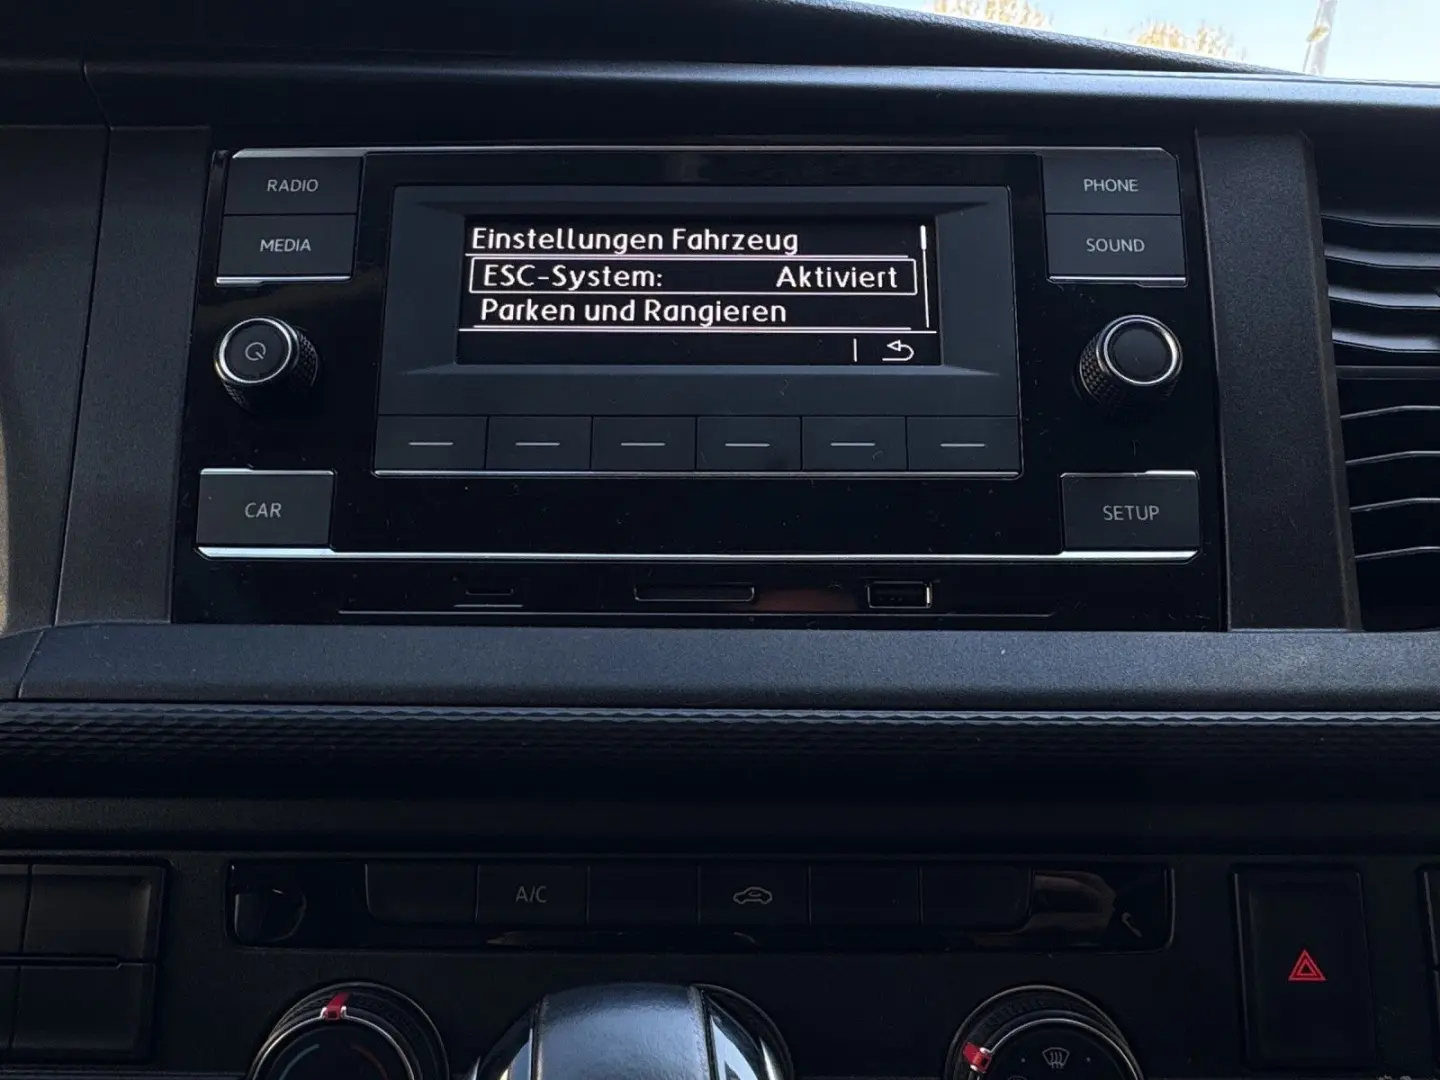 RADIO
PHONE
MEDIA
SOUND
Einstellungen Fahrzeug
ESC-System: Aktiviert
Parken und Rangieren
CAR
SETUP
A/C